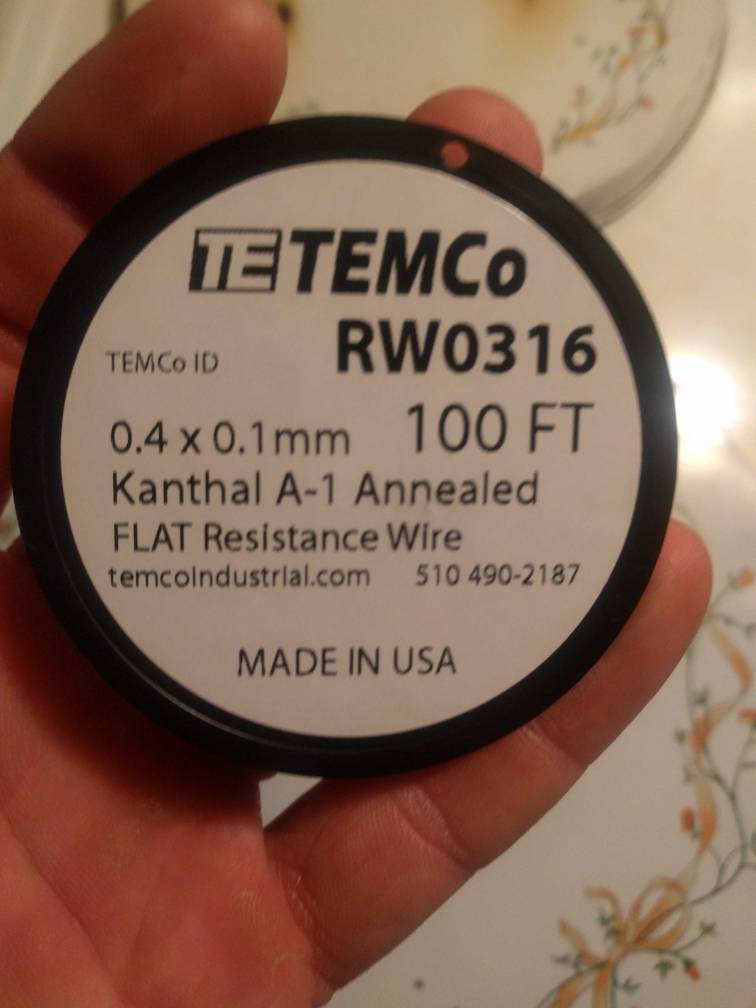 TE TEMCo
TEMCo ID RW0316
0.4 x 0.1mm 100 FT
Kanthal A-1 Annealed
FLAT Resistance Wire
temcoindustrial.com 510 490-2187
MADE IN USA